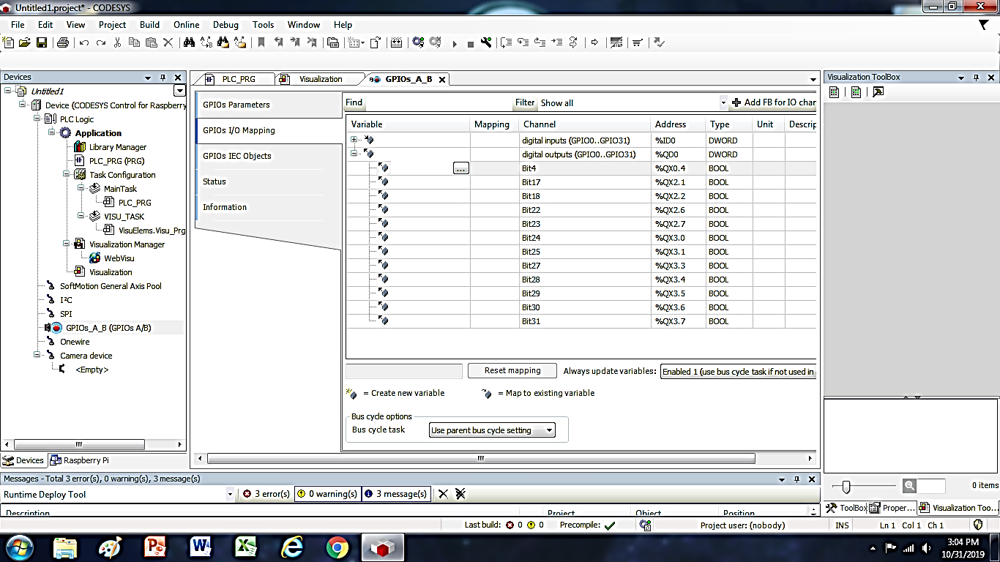 Untitled1.project* - CODESYS
File Edit View Project Build Online Debug Tools Window Help
Devices
Untitled1
Device (CODESYS Control for Raspberry
PLC Logic
Application
Library Manager
PLC_PRG (PRG)
Task Configuration
MainTask
PLC_PRG
VISU_TASK
VisuElems.Visu_Prg
Visualization Manager
WebVisu
Visualization
SoftMotion General Axis Pool
I²C
SPI
GPIOs_A_B (GPIOs A/B)
Onewire
Camera device
<Empty>
Devices Raspberry Pi
PLC_PRG Visualization GPIOs_A_B
GPIOs Parameters
GPIOs I/O Mapping
GPIOs IEC Objects
Status
Information
Find Filter Show all Add FB for IO chan
Variable Mapping Channel Address Type Unit Descrip
digital inputs (GPIO0..GPIO31) %ID0 DWORD
digital outputs (GPIO0..GPIO31) %QD0 DWORD
... Bit4 %QX0.4 BOOL
Bit17 %QX2.1 BOOL
Bit18 %QX2.2 BOOL
Bit22 %QX2.6 BOOL
Bit23 %QX2.7 BOOL
Bit24 %QX3.0 BOOL
Bit25 %QX3.1 BOOL
Bit27 %QX3.3 BOOL
Bit28 %QX3.4 BOOL
Bit29 %QX3.5 BOOL
Bit30 %QX3.6 BOOL
Bit31 %QX3.7 BOOL
Reset mapping Always update variables: Enabled 1 (use bus cycle task if not used in
= Create new variable = Map to existing variable
Bus cycle options
Bus cycle task Use parent bus cycle setting
Visualization ToolBox
0 items
ToolBox Proper... Visualization Too...
Messages - Total 3 error(s), 0 warning(s), 3 message(s)
Runtime Deploy Tool 3 error(s) 0 warning(s) 3 message(s)
Description Project Object Position
Last build: 0 0 Precompile: Project user: (nobody) INS Ln 1 Col 1 Ch 1
3:04 PM
10/31/2019